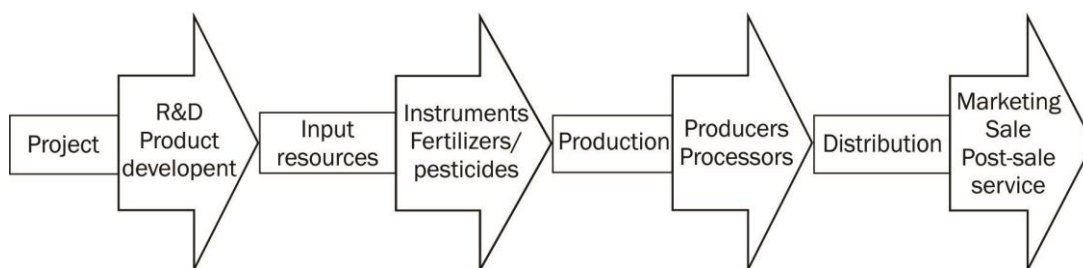 Project
R&D
Product
developent
Input
resources
Instruments
Fertilizers/
pesticides
Production
Producers
Processors
Distribution
Marketing
Sale
Post-sale
service